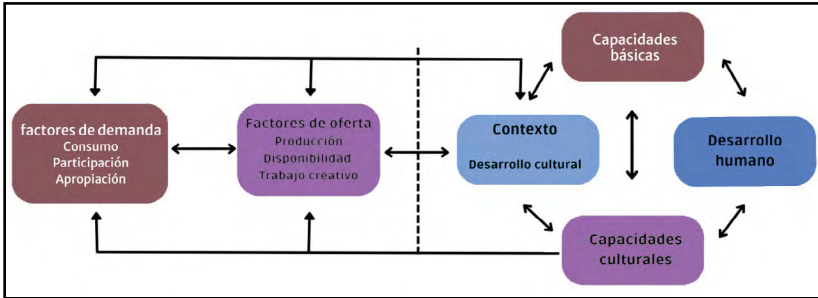 Capacidades
básicas
factores de demanda
Consumo
Participación
Apropiación
Factores de oferta
Producción
Disponibilidad
Trabajo creativo
Contexto
Desarrollo cultural
Desarrollo
humano
Capacidades
culturales